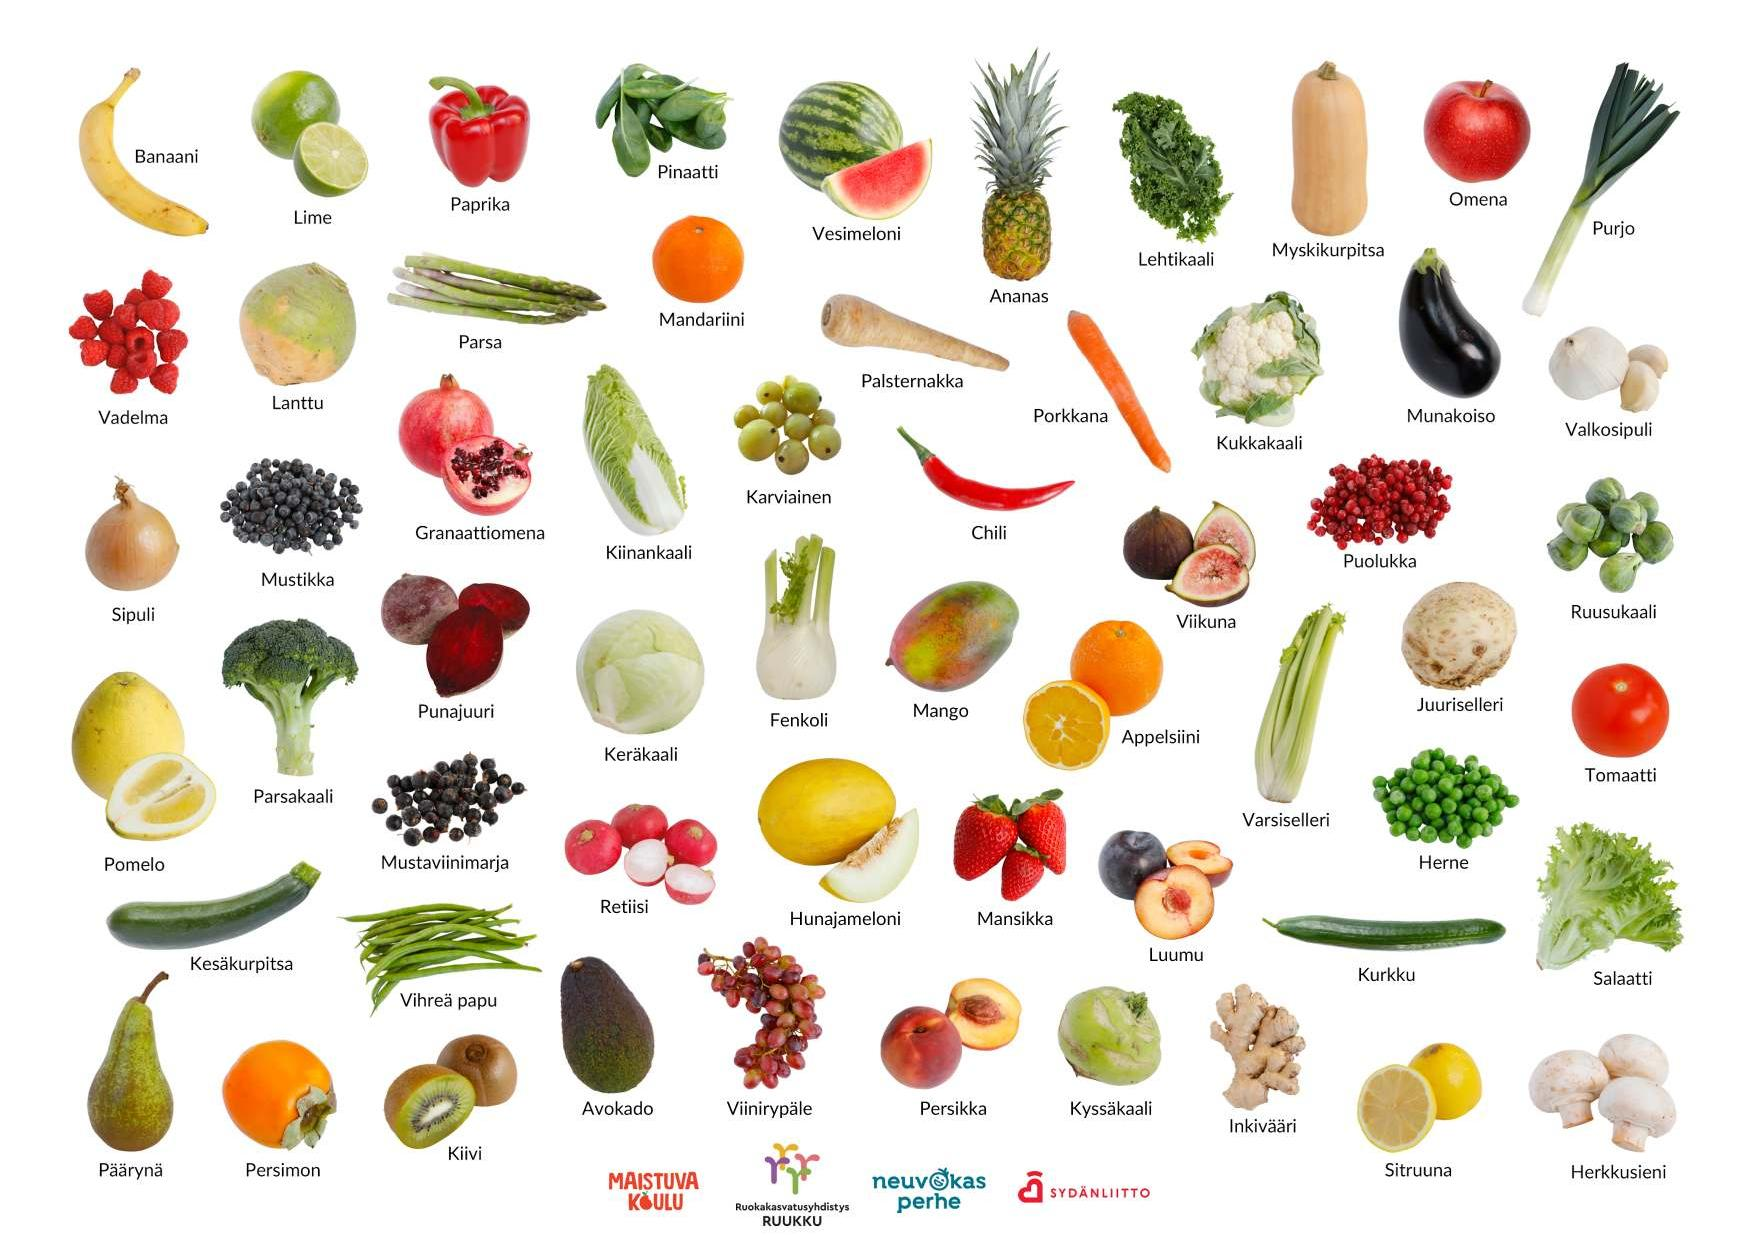 Banaani
Lime
Paprika
Pinaatti
Vesimeloni
Ananas
Lehtikaali
Myskikurpitsa
Omena
Purjo
Vadelma
Lanttu
Parsa
Mandariini
Palsternakka
Porkkana
Kukkakaali
Munakoiso
Valkosipuli
Sipuli
Mustikka
Granaattiomena
Kiinankaali
Karviainen
Chili
Viikuna
Puolukka
Ruusukaali
Pomelo
Parsakaali
Punajuuri
Keräkaali
Fenkoli
Mango
Appelsiini
Varsiselleri
Juuriselleri
Tomaatti
Mustaviinimarja
Retiisi
Hunajameloni
Mansikka
Luumu
Herne
Kesäkurpitsa
Vihreä papu
Kurkku
Salaatti
Päärynä
Persimon
Kiivi
Avokado
Viinirypäle
Persikka
Kyssäkaali
Inkivääri
Sitruuna
Herkkusieni
MAISTUVA
KOULU
Ruokakasvatusyhdistys
RUUKKU
neuvokas
perhe
SYDÄNLIITTO